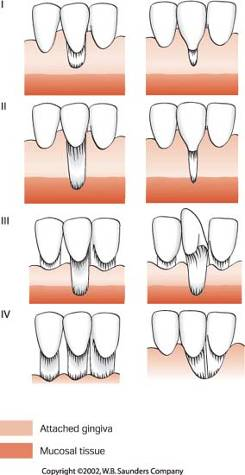 I
II
III
IV
Attached gingiva
Mucosal tissue
Copyright ©2002, W.B. Saunders Company